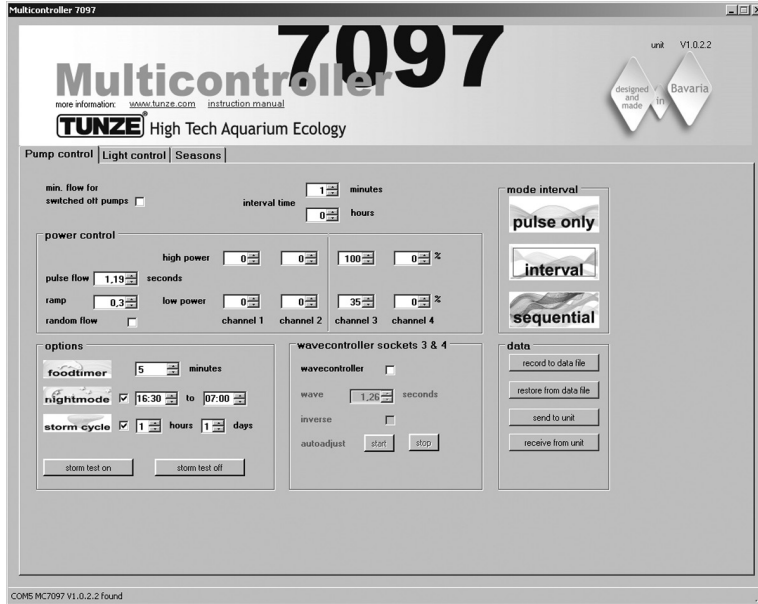 Multicontroller 7097
7097
Multicontroller
unit V1.0.2.2
more information: www.tunze.com instruction manual
TUNZE High Tech Aquarium Ecology
designed and made
in
Bavaria
Pump control Light control Seasons
min. flow for
switched off pumps
interval time
1 minutes
0 hours
power control
high power 0 0 100 0 %
pulse flow 1,19 seconds
ramp 0,3 low power 0 0 35 0 %
random flow channel 1 channel 2 channel 3 channel 4
mode interval
pulse only
interval
sequential
options
foodtimer 5 minutes
nightmode 16:30 to 07:00
storm cycle 1 hours 1 days
storm test on storm test off
wavecontroller sockets 3 & 4
wavecontroller
wave 1,26 seconds
inverse
autoadjust start stop
data
record to data file
restore from data file
send to unit
receive from unit
COM5 MC7097 V1.0.2.2 found